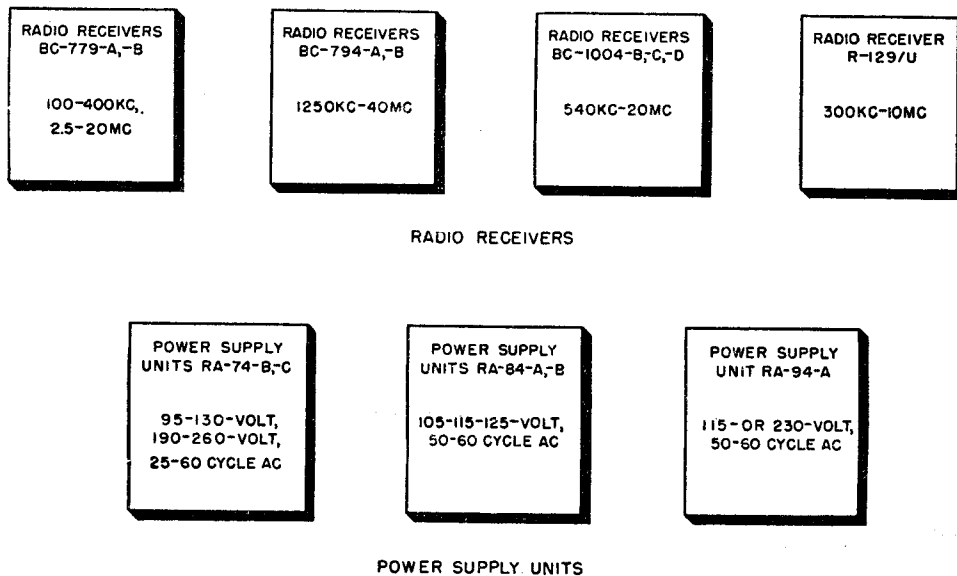 RADIO RECEIVERS
BC-779-A,-B
100-400KC,
2.5-20MC
RADIO RECEIVERS
BC-794-A,-B
1250KC-40MC
RADIO RECEIVERS
BC-1004-B,-C,-D
540KC-20MC
RADIO RECEIVER
R-129/U
300KC-10MC
RADIO RECEIVERS
POWER SUPPLY
UNITS RA-74-B,-C
95-130-VOLT,
190-260-VOLT,
25-60 CYCLE AC
POWER SUPPLY
UNITS RA-84-A,-B
105-115-125-VOLT,
50-60 CYCLE AC
POWER SUPPLY
UNIT RA-94-A
115-OR 230-VOLT,
50-60 CYCLE AC
POWER SUPPLY UNITS